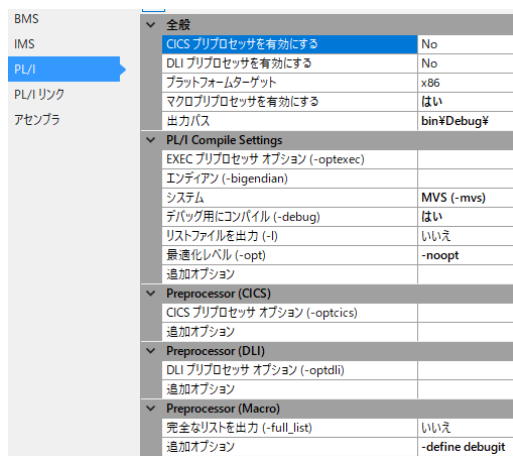 BMS
IMS
PL/I
PL/I リンク
アセンブラ
全般
CICS プリプロセッサを有効にする No
DLI プリプロセッサを有効にする No
プラットフォームターゲット x86
マクロプリプロセッサを有効にする はい
出力パス bin¥Debug¥
PL/I Compile Settings
EXEC プリプロセッサ オプション (-optexec)
エンディアン (-bigendian)
システム MVS (-mvs)
デバッグ用にコンパイル (-debug) はい
リストファイルを出力 (-l) いいえ
最適化レベル (-opt) -noopt
追加オプション
Preprocessor (CICS)
CICS プリプロセッサ オプション (-optcics)
追加オプション
Preprocessor (DLI)
DLI プリプロセッサ オプション (-optdli)
追加オプション
Preprocessor (Macro)
完全なリストを出力 (-full_list) いいえ
追加オプション -define debugit